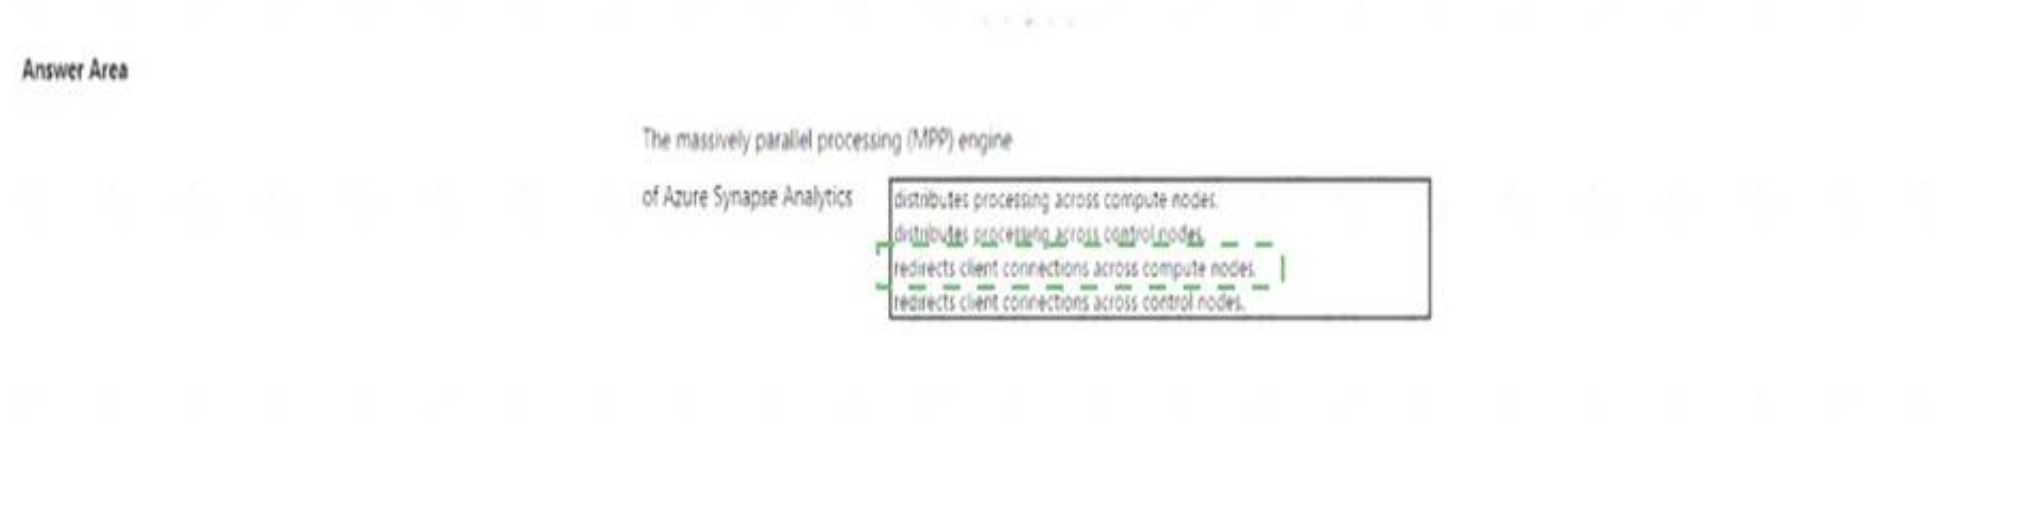 Answer Area
The massively parallel processing (MPP) engine
of Azure Synapse Analytics
distributes processing across compute nodes.
distributes processing across control nodes.
redirects client connections across compute nodes.
redirects client connections across control nodes.